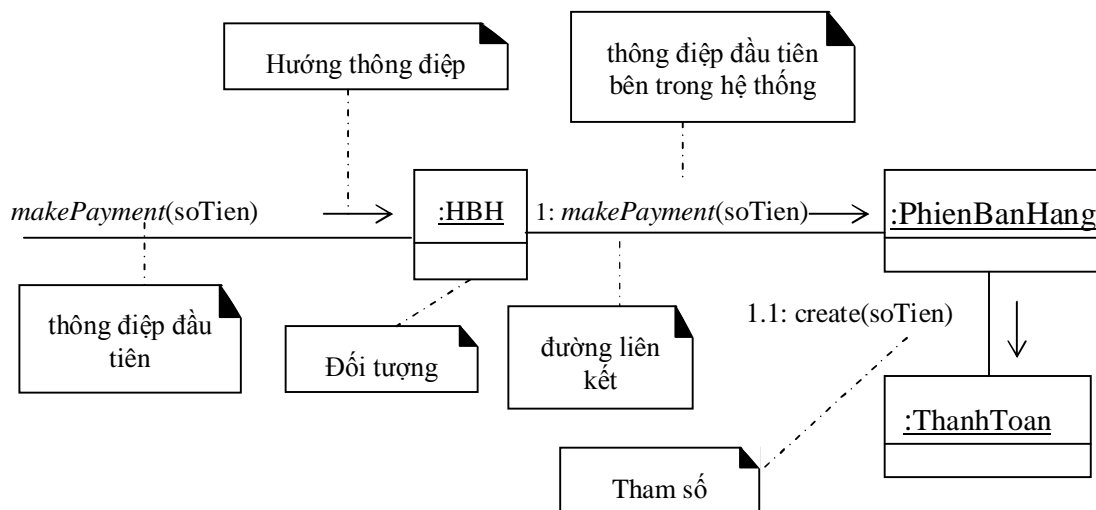 Hướng thông điệp
thông điệp đầu tiên
bên trong hệ thống
makePayment(soTien)
:HBH
1: makePayment(soTien)
:PhienBanHang
thông điệp đầu
tiên
Đối tượng
đường liên
kết
1.1: create(soTien)
:ThanhToan
Tham số